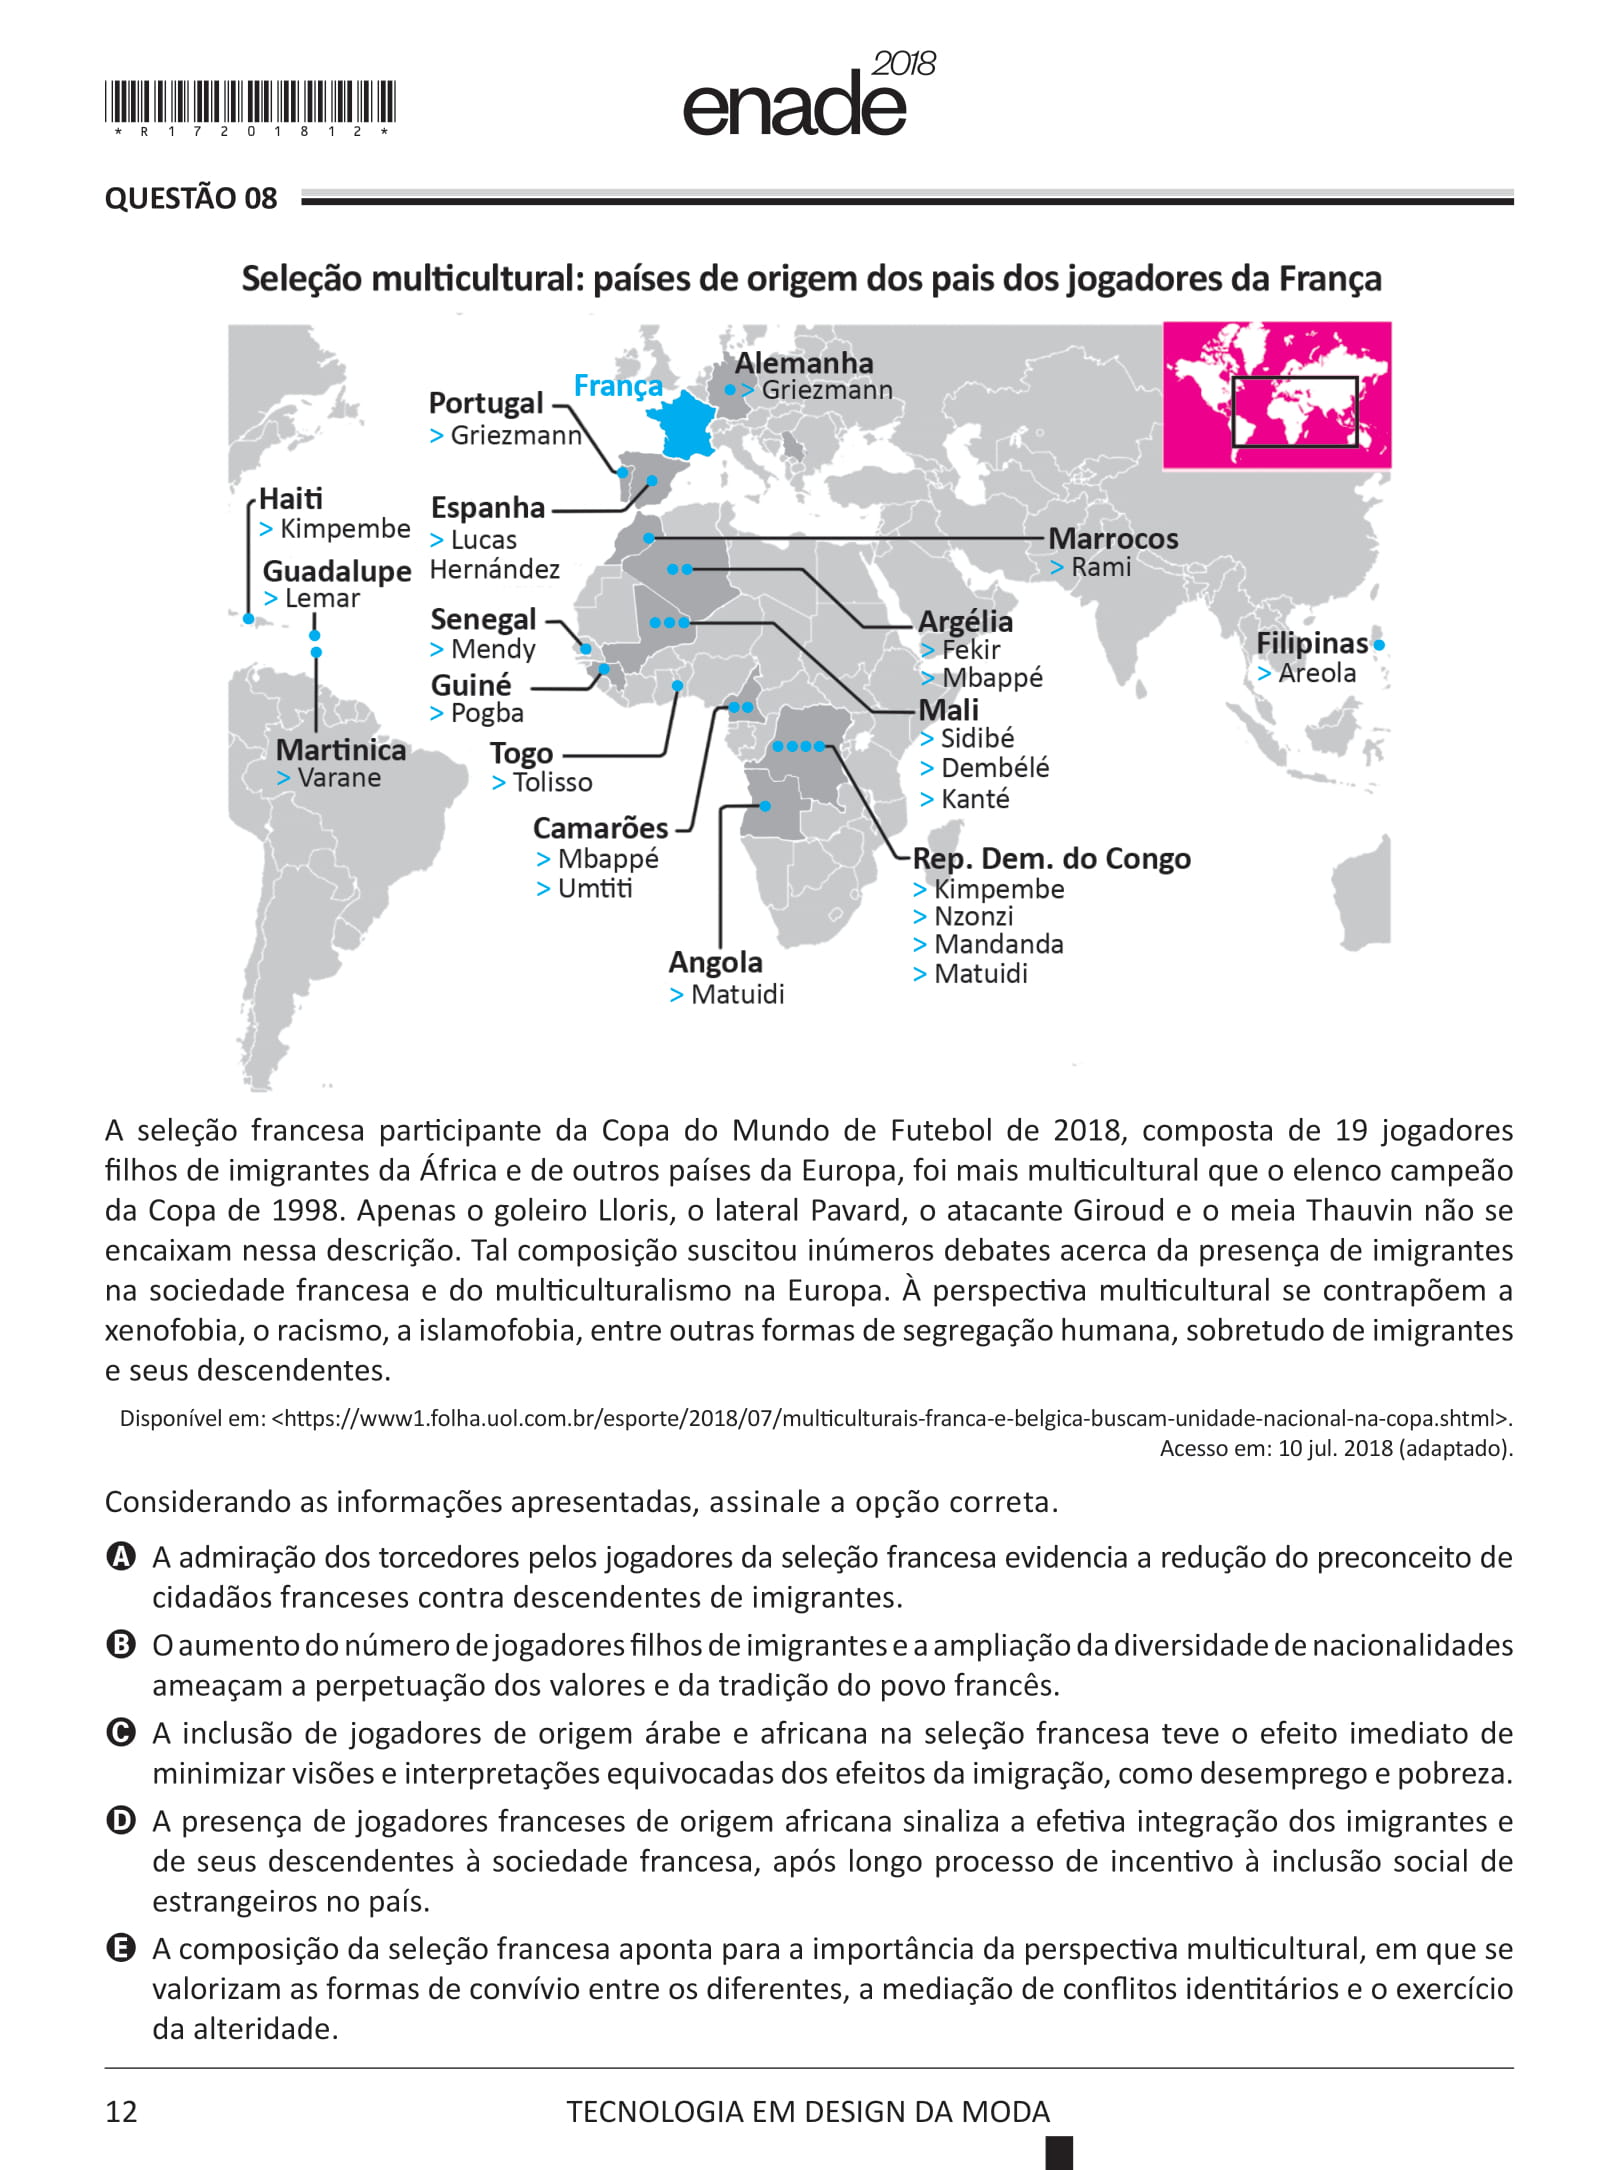 enade 2018
* R 1 7 2 0 1 8 1 2 *
QUESTÃO 08
Seleção multicultural: países de origem dos pais dos jogadores da França
Alemanha
> Griezmann
França
Portugal
> Griezmann
Haiti
> Kimpembe
Espanha
> Lucas
Hernández
Marrocos
> Rami
Guadalupe
> Lemar
Senegal
> Mendy
Argélia
> Fekir
> Mbappé
Filipinas
> Areola
Guiné
> Pogba
Mali
> Sidibé
> Dembélé
> Kanté
Martinica
> Varane
Togo
> Tolisso
Camarões
> Mbappé
> Umtiti
Rep. Dem. do Congo
> Kimpembe
> Nzonzi
> Mandanda
> Matuidi
Angola
> Matuidi
A seleção francesa participante da Copa do Mundo de Futebol de 2018, composta de 19 jogadores
filhos de imigrantes da África e de outros países da Europa, foi mais multicultural que o elenco campeão
da Copa de 1998. Apenas o goleiro Lloris, o lateral Pavard, o atacante Giroud e o meia Thauvin não se
encaixam nessa descrição. Tal composição suscitou inúmeros debates acerca da presença de imigrantes
na sociedade francesa e do multiculturalismo na Europa. À perspectiva multicultural se contrapõem a
xenofobia, o racismo, a islamofobia, entre outras formas de segregação humana, sobretudo de imigrantes
e seus descendentes.
Disponível em: <https://www1.folha.uol.com.br/esporte/2018/07/multiculturais-franca-e-belgica-buscam-unidade-nacional-na-copa.shtml>.
Acesso em: 10 jul. 2018 (adaptado).
Considerando as informações apresentadas, assinale a opção correta.
A A admiração dos torcedores pelos jogadores da seleção francesa evidencia a redução do preconceito de
cidadãos franceses contra descendentes de imigrantes.
B O aumento do número de jogadores filhos de imigrantes e a ampliação da diversidade de nacionalidades
ameaçam a perpetuação dos valores e da tradição do povo francês.
C A inclusão de jogadores de origem árabe e africana na seleção francesa teve o efeito imediato de
minimizar visões e interpretações equivocadas dos efeitos da imigração, como desemprego e pobreza.
D A presença de jogadores franceses de origem africana sinaliza a efetiva integração dos imigrantes e
de seus descendentes à sociedade francesa, após longo processo de incentivo à inclusão social de
estrangeiros no país.
E A composição da seleção francesa aponta para a importância da perspectiva multicultural, em que se
valorizam as formas de convívio entre os diferentes, a mediação de conflitos identitários e o exercício
da alteridade.
12
TECNOLOGIA EM DESIGN DA MODA